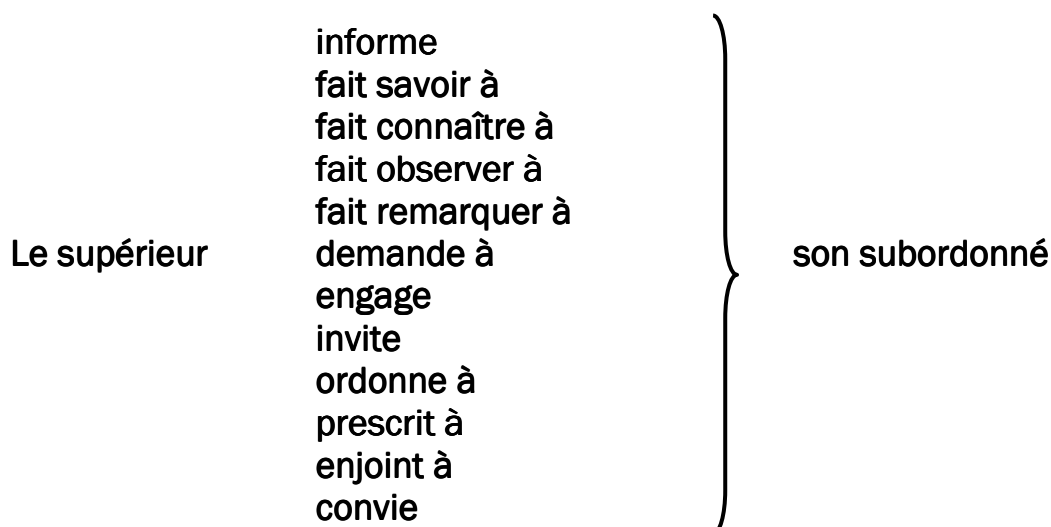 informe
fait savoir à
fait connaître à
fait observer à
fait remarquer à
Le supérieur demande à son subordonné
engage
invite
ordonne à
prescrit à
enjoint à
convie